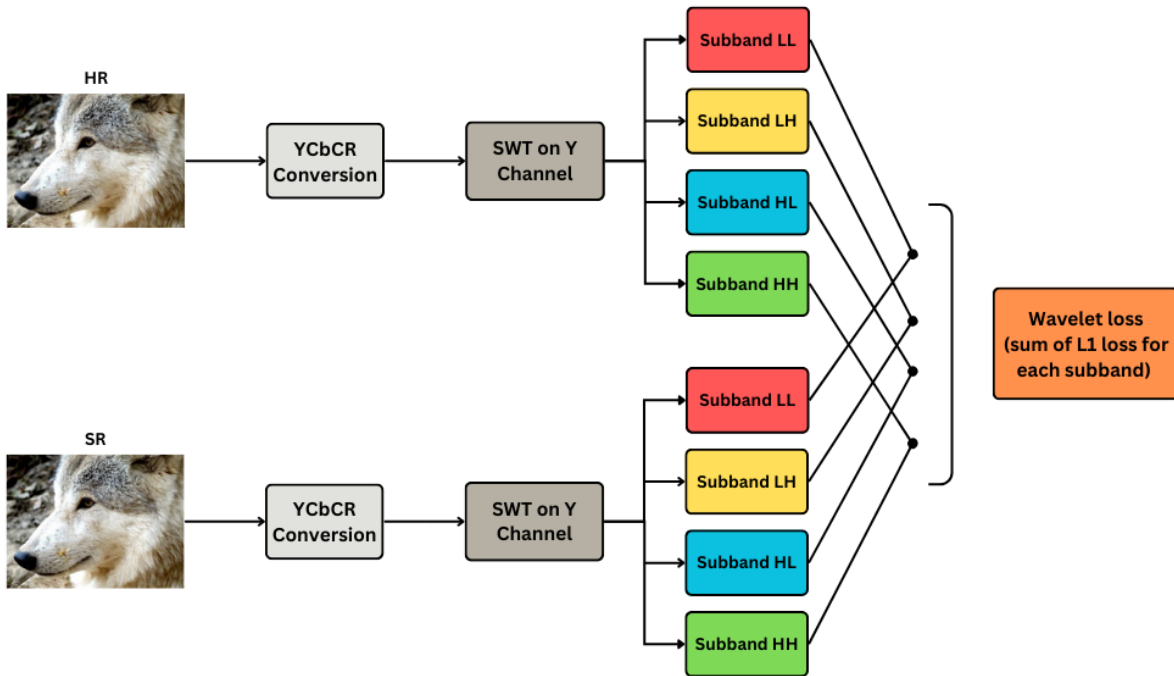 HR
YCbCR
Conversion
SWT on Y
Channel
Subband LL
Subband LH
Subband HL
Subband HH
SR
YCbCR
Conversion
SWT on Y
Channel
Subband LL
Subband LH
Subband HL
Subband HH
Wavelet loss
(sum of L1 loss for
each subband)